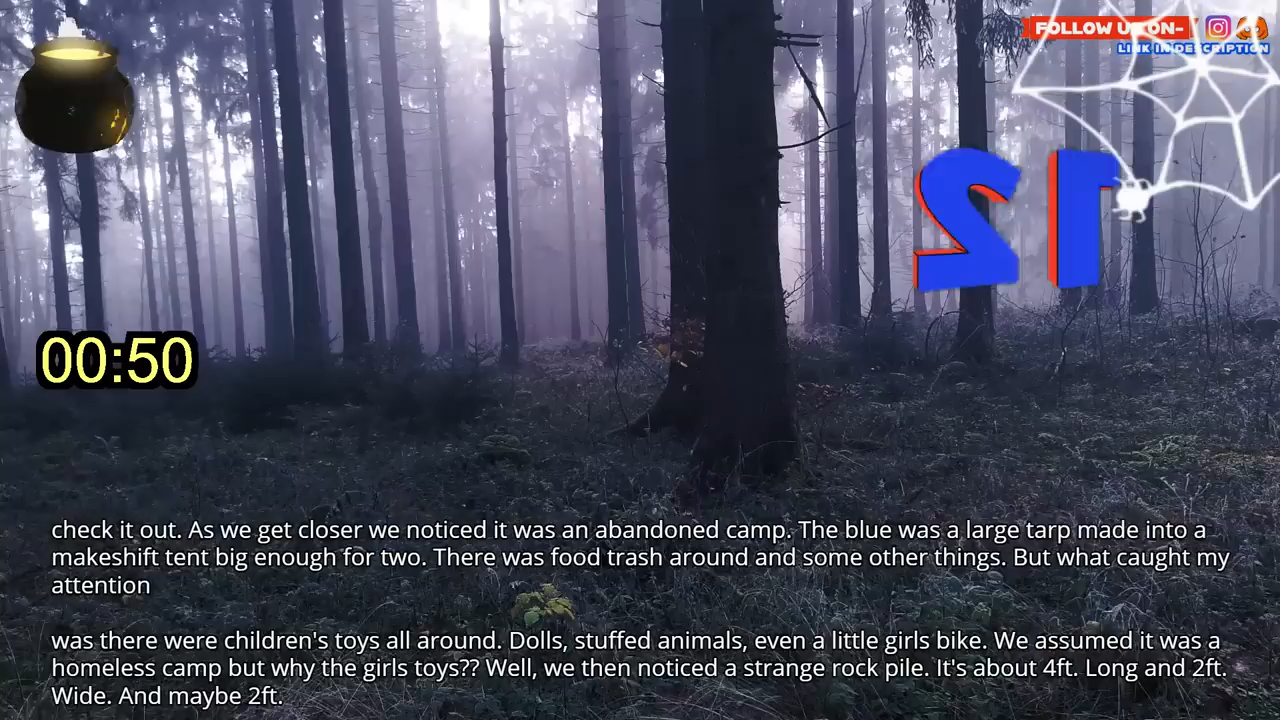 FOLLOW US ON-
LINK IN DESCRIPTION
12
00:50
check it out. As we get closer we noticed it was an abandoned camp. The blue was a large tarp made into a
makeshift tent big enough for two. There was food trash around and some other things. But what caught my
attention
was there were children's toys all around. Dolls, stuffed animals, even a little girls bike. We assumed it was a
homeless camp but why the girls toys?? Well, we then noticed a strange rock pile. It's about 4ft. Long and 2ft.
Wide. And maybe 2ft.